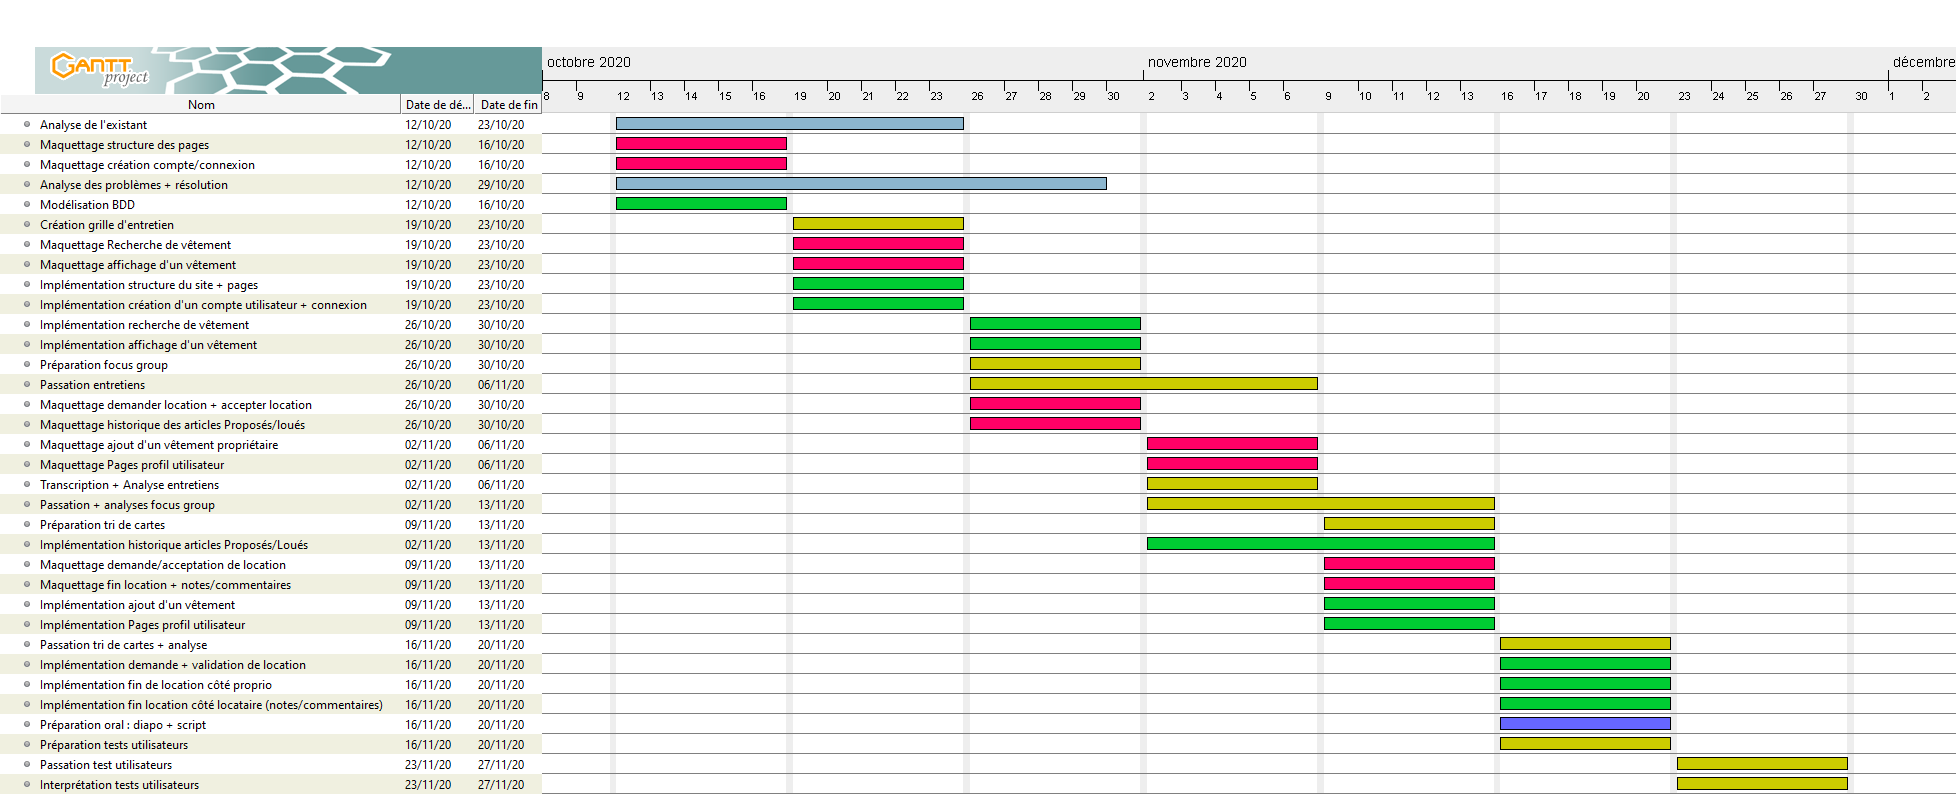 GANTT
project
octobre 2020 novembre 2020 décembre
Nom Date de dé... Date de fin 8 9 12 13 14 15 16 19 20 21 22 23 26 27 28 29 30 2 3 4 5 6 9 10 11 12 13 16 17 18 19 20 23 24 25 26 27 30 1 2
Analyse de l'existant 12/10/20 23/10/20
Maquettage structure des pages 12/10/20 16/10/20
Maquettage création compte/connexion 12/10/20 16/10/20
Analyse des problèmes + résolution 12/10/20 29/10/20
Modélisation BDD 12/10/20 16/10/20
Création grille d'entretien 19/10/20 23/10/20
Maquettage Recherche de vêtement 19/10/20 23/10/20
Maquettage affichage d'un vêtement 19/10/20 23/10/20
Implémentation structure du site + pages 19/10/20 23/10/20
Implémentation création d'un compte utilisateur + connexion 19/10/20 23/10/20
Implémentation recherche de vêtement 26/10/20 30/10/20
Implémentation affichage d'un vêtement 26/10/20 30/10/20
Préparation focus group 26/10/20 30/10/20
Passation entretiens 26/10/20 06/11/20
Maquettage demander location + accepter location 26/10/20 30/10/20
Maquettage historique des articles Proposés/loués 26/10/20 30/10/20
Maquettage ajout d'un vêtement propriétaire 02/11/20 06/11/20
Maquettage Pages profil utilisateur 02/11/20 06/11/20
Transcription + Analyse entretiens 02/11/20 06/11/20
Passation + analyses focus group 02/11/20 13/11/20
Préparation tri de cartes 09/11/20 13/11/20
Implémentation historique articles Proposés/Loués 02/11/20 13/11/20
Maquettage demande/acceptation de location 09/11/20 13/11/20
Maquettage fin location + notes/commentaires 09/11/20 13/11/20
Implémentation ajout d'un vêtement 09/11/20 13/11/20
Implémentation Pages profil utilisateur 09/11/20 13/11/20
Passation tri de cartes + analyse 16/11/20 20/11/20
Implémentation demande + validation de location 16/11/20 20/11/20
Implémentation fin de location côté proprio 16/11/20 20/11/20
Implémentation fin location côté locataire (notes/commentaires) 16/11/20 20/11/20
Préparation oral : diapo + script 16/11/20 20/11/20
Préparation tests utilisateurs 16/11/20 20/11/20
Passation test utilisateurs 23/11/20 27/11/20
Interprétation tests utilisateurs 23/11/20 27/11/20